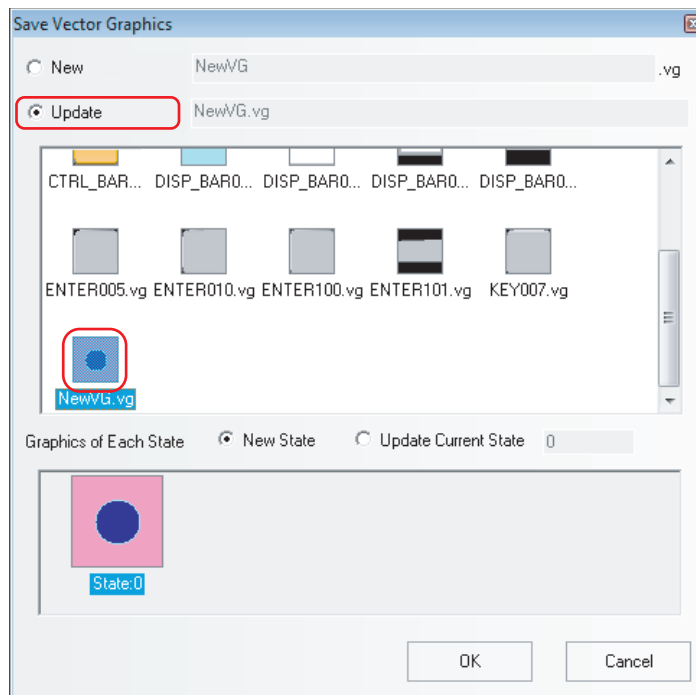 Save Vector Graphics
New NewVG .vg
Update NewVG.vg
CTRL_BAR... DISP_BAR0... DISP_BAR0... DISP_BAR0... DISP_BAR0...
ENTER005.vg ENTER010.vg ENTER100.vg ENTER101.vg KEY007.vg
NewVG.vg
Graphics of Each State New State Update Current State 0
State:0
OK Cancel